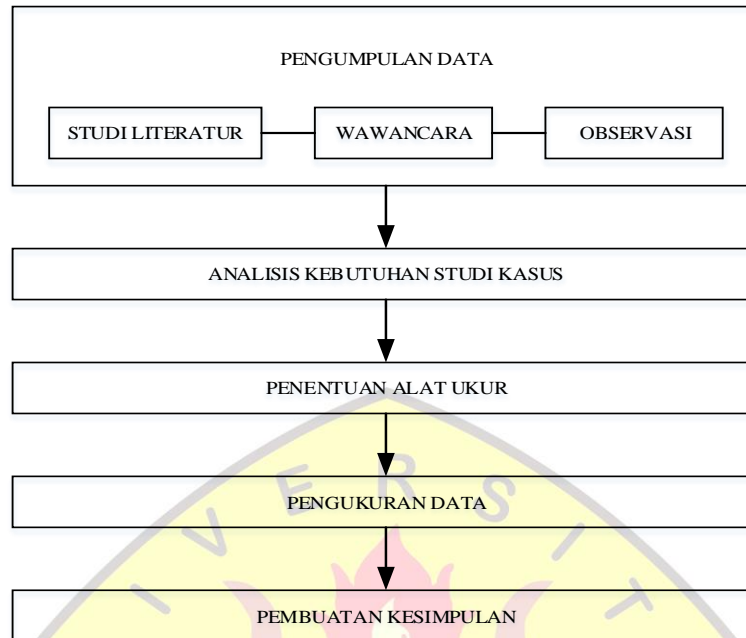 PENGUMPULAN DATA
STUDI LITERATUR
WAWANCARA
OBSERVASI
ANALISIS KEBUTUHAN STUDI KASUS
PENENTUAN ALAT UKUR
PENGUKURAN DATA
PEMBUATAN KESIMPULAN
I V E R S I T